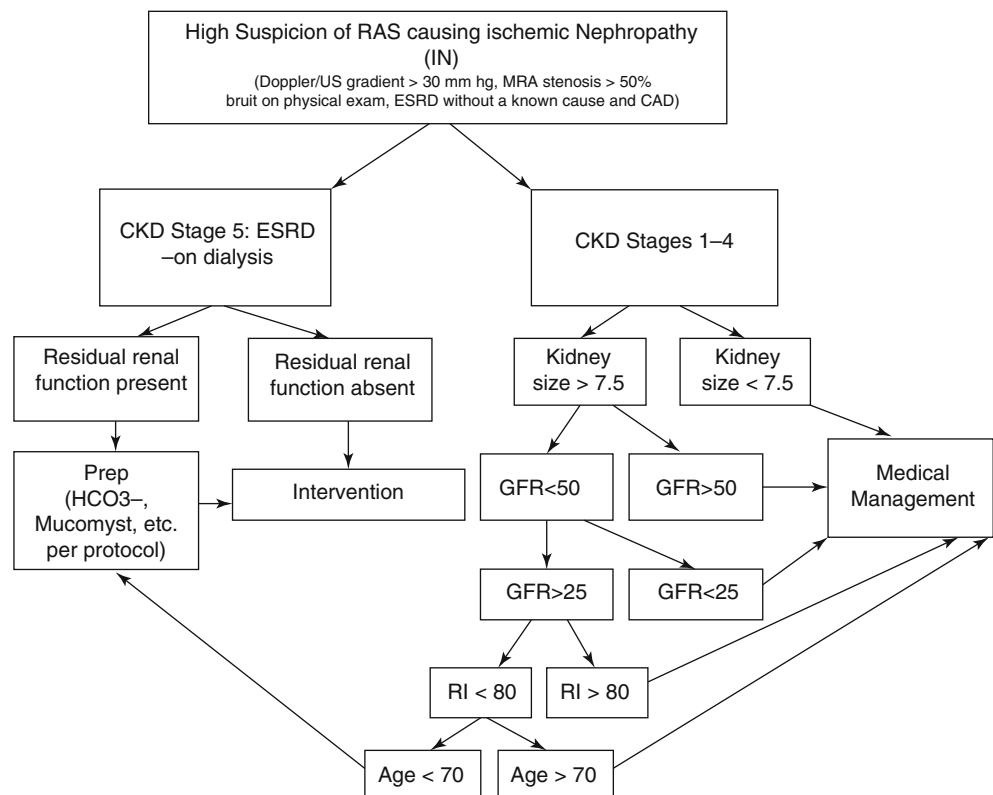 High Suspicion of RAS causing ischemic Nephropathy
(IN)
(Doppler/US gradient > 30 mm hg, MRA stenosis > 50%
bruit on physical exam, ESRD without a known cause and CAD)
CKD Stage 5: ESRD
–on dialysis
CKD Stages 1–4
Residual renal
function present
Residual renal
function absent
Kidney
size > 7.5
Kidney
size < 7.5
Prep
(HCO3–,
Mucomyst, etc.
per protocol)
Intervention
GFR<50
GFR>50
Medical
Management
GFR>25
GFR<25
RI < 80
RI > 80
Age < 70
Age > 70